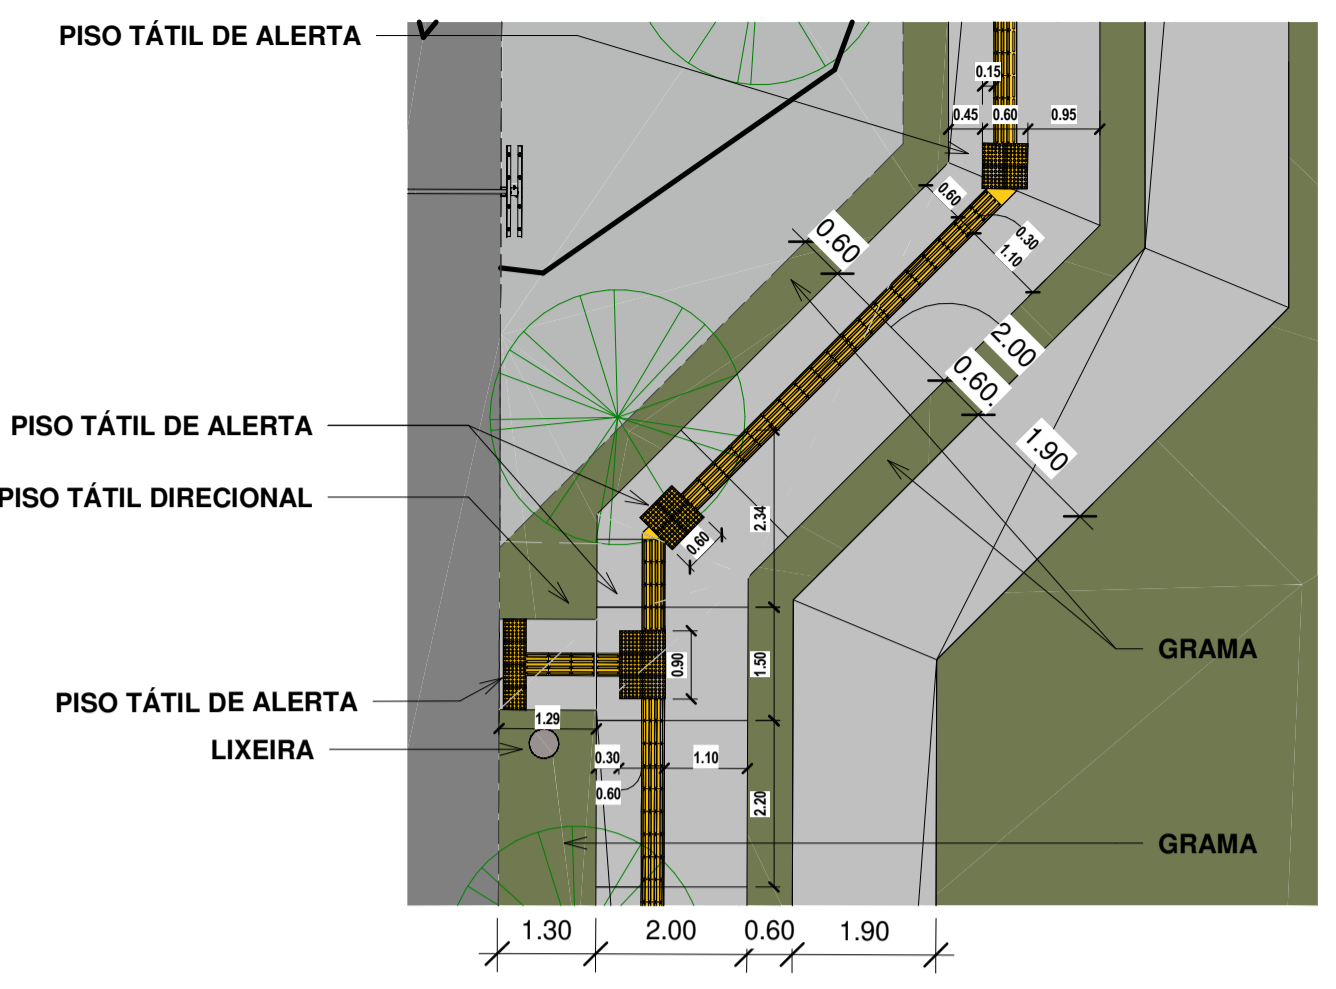 PISO TÁTIL DE ALERTA
0.15
0.45 0.60 0.95
0.60
0.60
0.30
1.10
2.00
0.60.
PISO TÁTIL DE ALERTA
1.90
PISO TÁTIL DIRECIONAL
2.34
0.60
GRAMA
0.90
1.50
PISO TÁTIL DE ALERTA
1.29
LIXEIRA
0.30 1.10
0.60
2.20
GRAMA
1.30 2.00 0.60 1.90